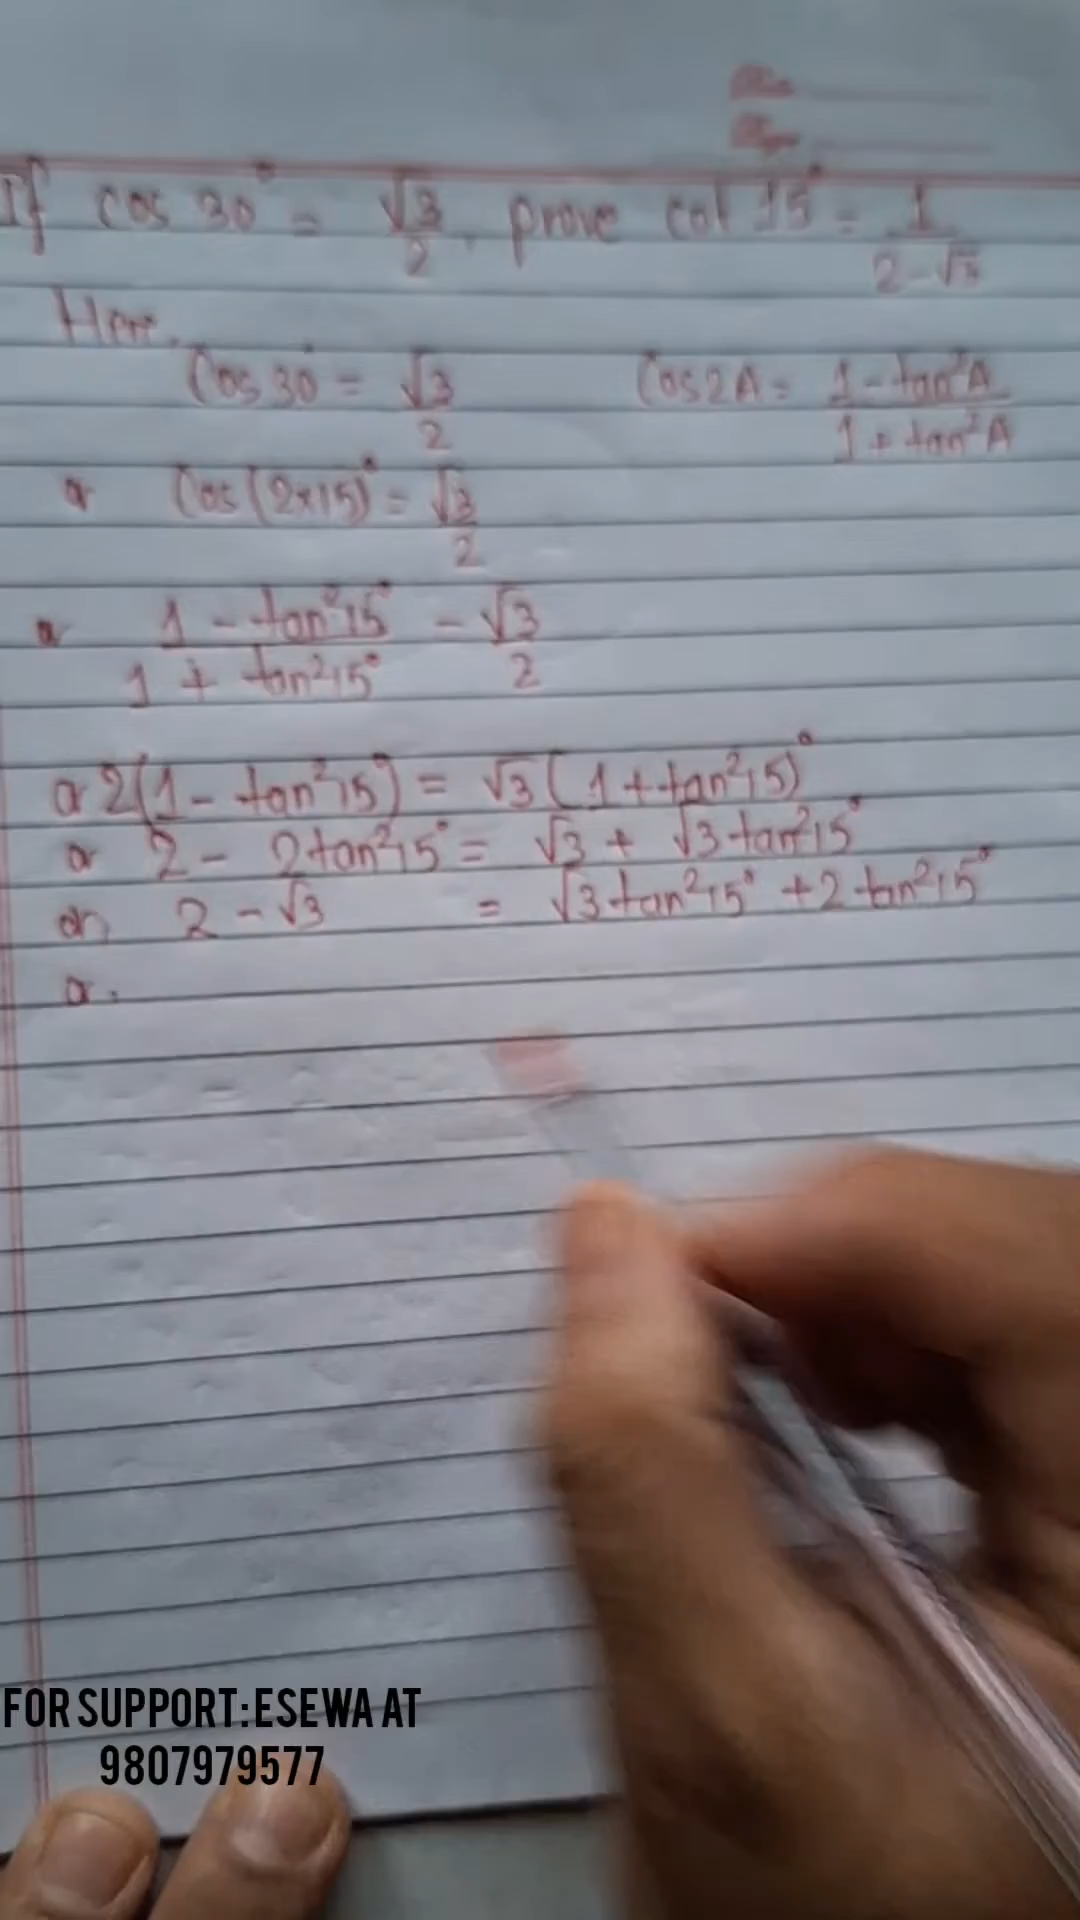 If cos 30° = √3/2, prove cot 15° = 1/(2-√3)
Here,
Cos 30° = √3/2
Cos2A = (1 - tan²A)/(1 + tan²A)
or Cos (2×15)° = √3/2
or (1 - tan²15°)/(1 + tan²15°) - √3/2
or 2(1 - tan²15°) = √3 (1 + tan²15)°
or 2 - 2tan²15° = √3 + √3 tan²15°
or, 2 - √3 = √3 tan²15° + 2 tan²15°
or.
FOR SUPPORT: ESEWA AT
9807979577